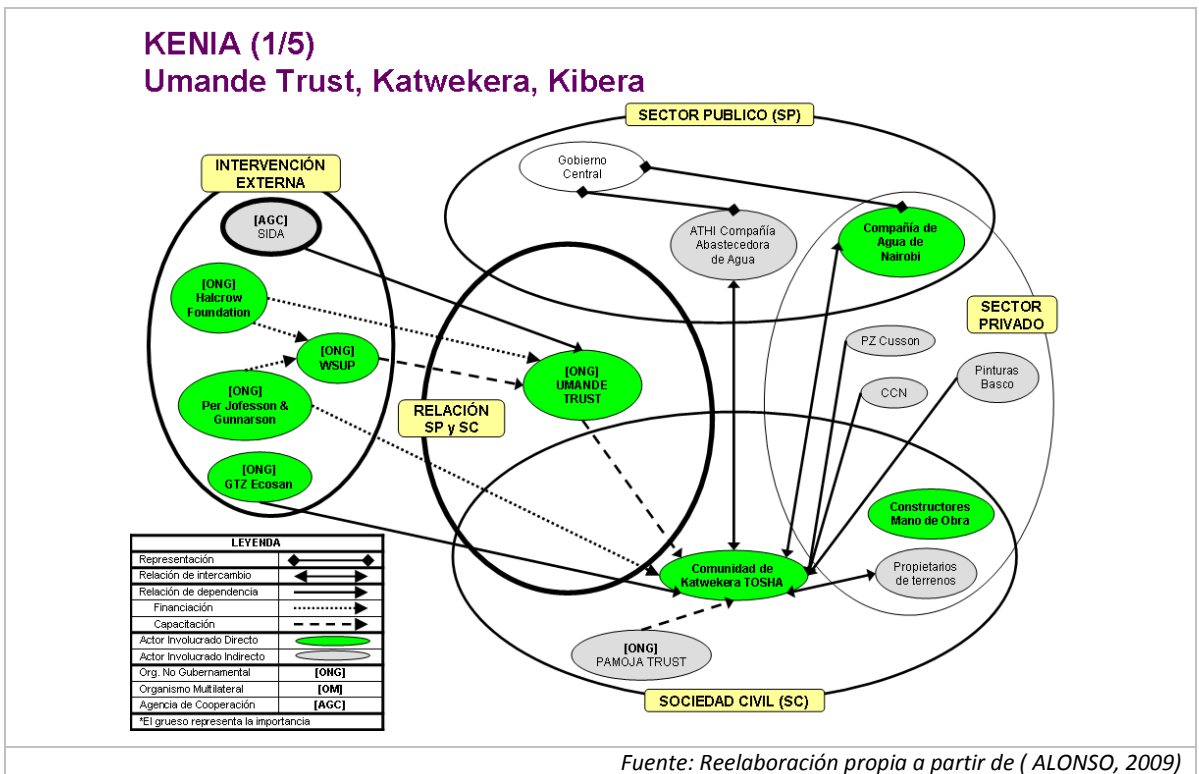 KENIA (1/5)
Umande Trust, Katwekera, Kibera
SECTOR PUBLICO (SP)
INTERVENCIÓN
EXTERNA
Gobierno
Central
[AGC]
SIDA
ATHI Compañía
Abastecedora
de Agua
Compañía de
Agua de
Nairobi
[ONG]
Halcrow
Foundation
SECTOR
PRIVADO
[ONG]
WSUP
PZ Cusson
[ONG]
UMANDE
TRUST
Pinturas
Basco
[ONG]
Per Jofesson &
Gunnarson
CCN
RELACIÓN
SP y SC
[ONG]
GTZ Ecosan
Constructores
Mano de Obra
Comunidad de
Katwekera TOSHA
Propietarios
de terrenos
[ONG]
PAMOJA TRUST
SOCIEDAD CIVIL (SC)
LEYENDA
Representación
Relación de intercambio
Relación de dependencia
Financiación
Capacitación
Actor Involucrado Directo
Actor Involucrado Indirecto
Org. No Gubernamental [ONG]
Organismo Multilateral [OM]
Agencia de Cooperación [AGC]
*El grueso representa la importancia
Fuente: Reelaboración propia a partir de ( ALONSO, 2009)